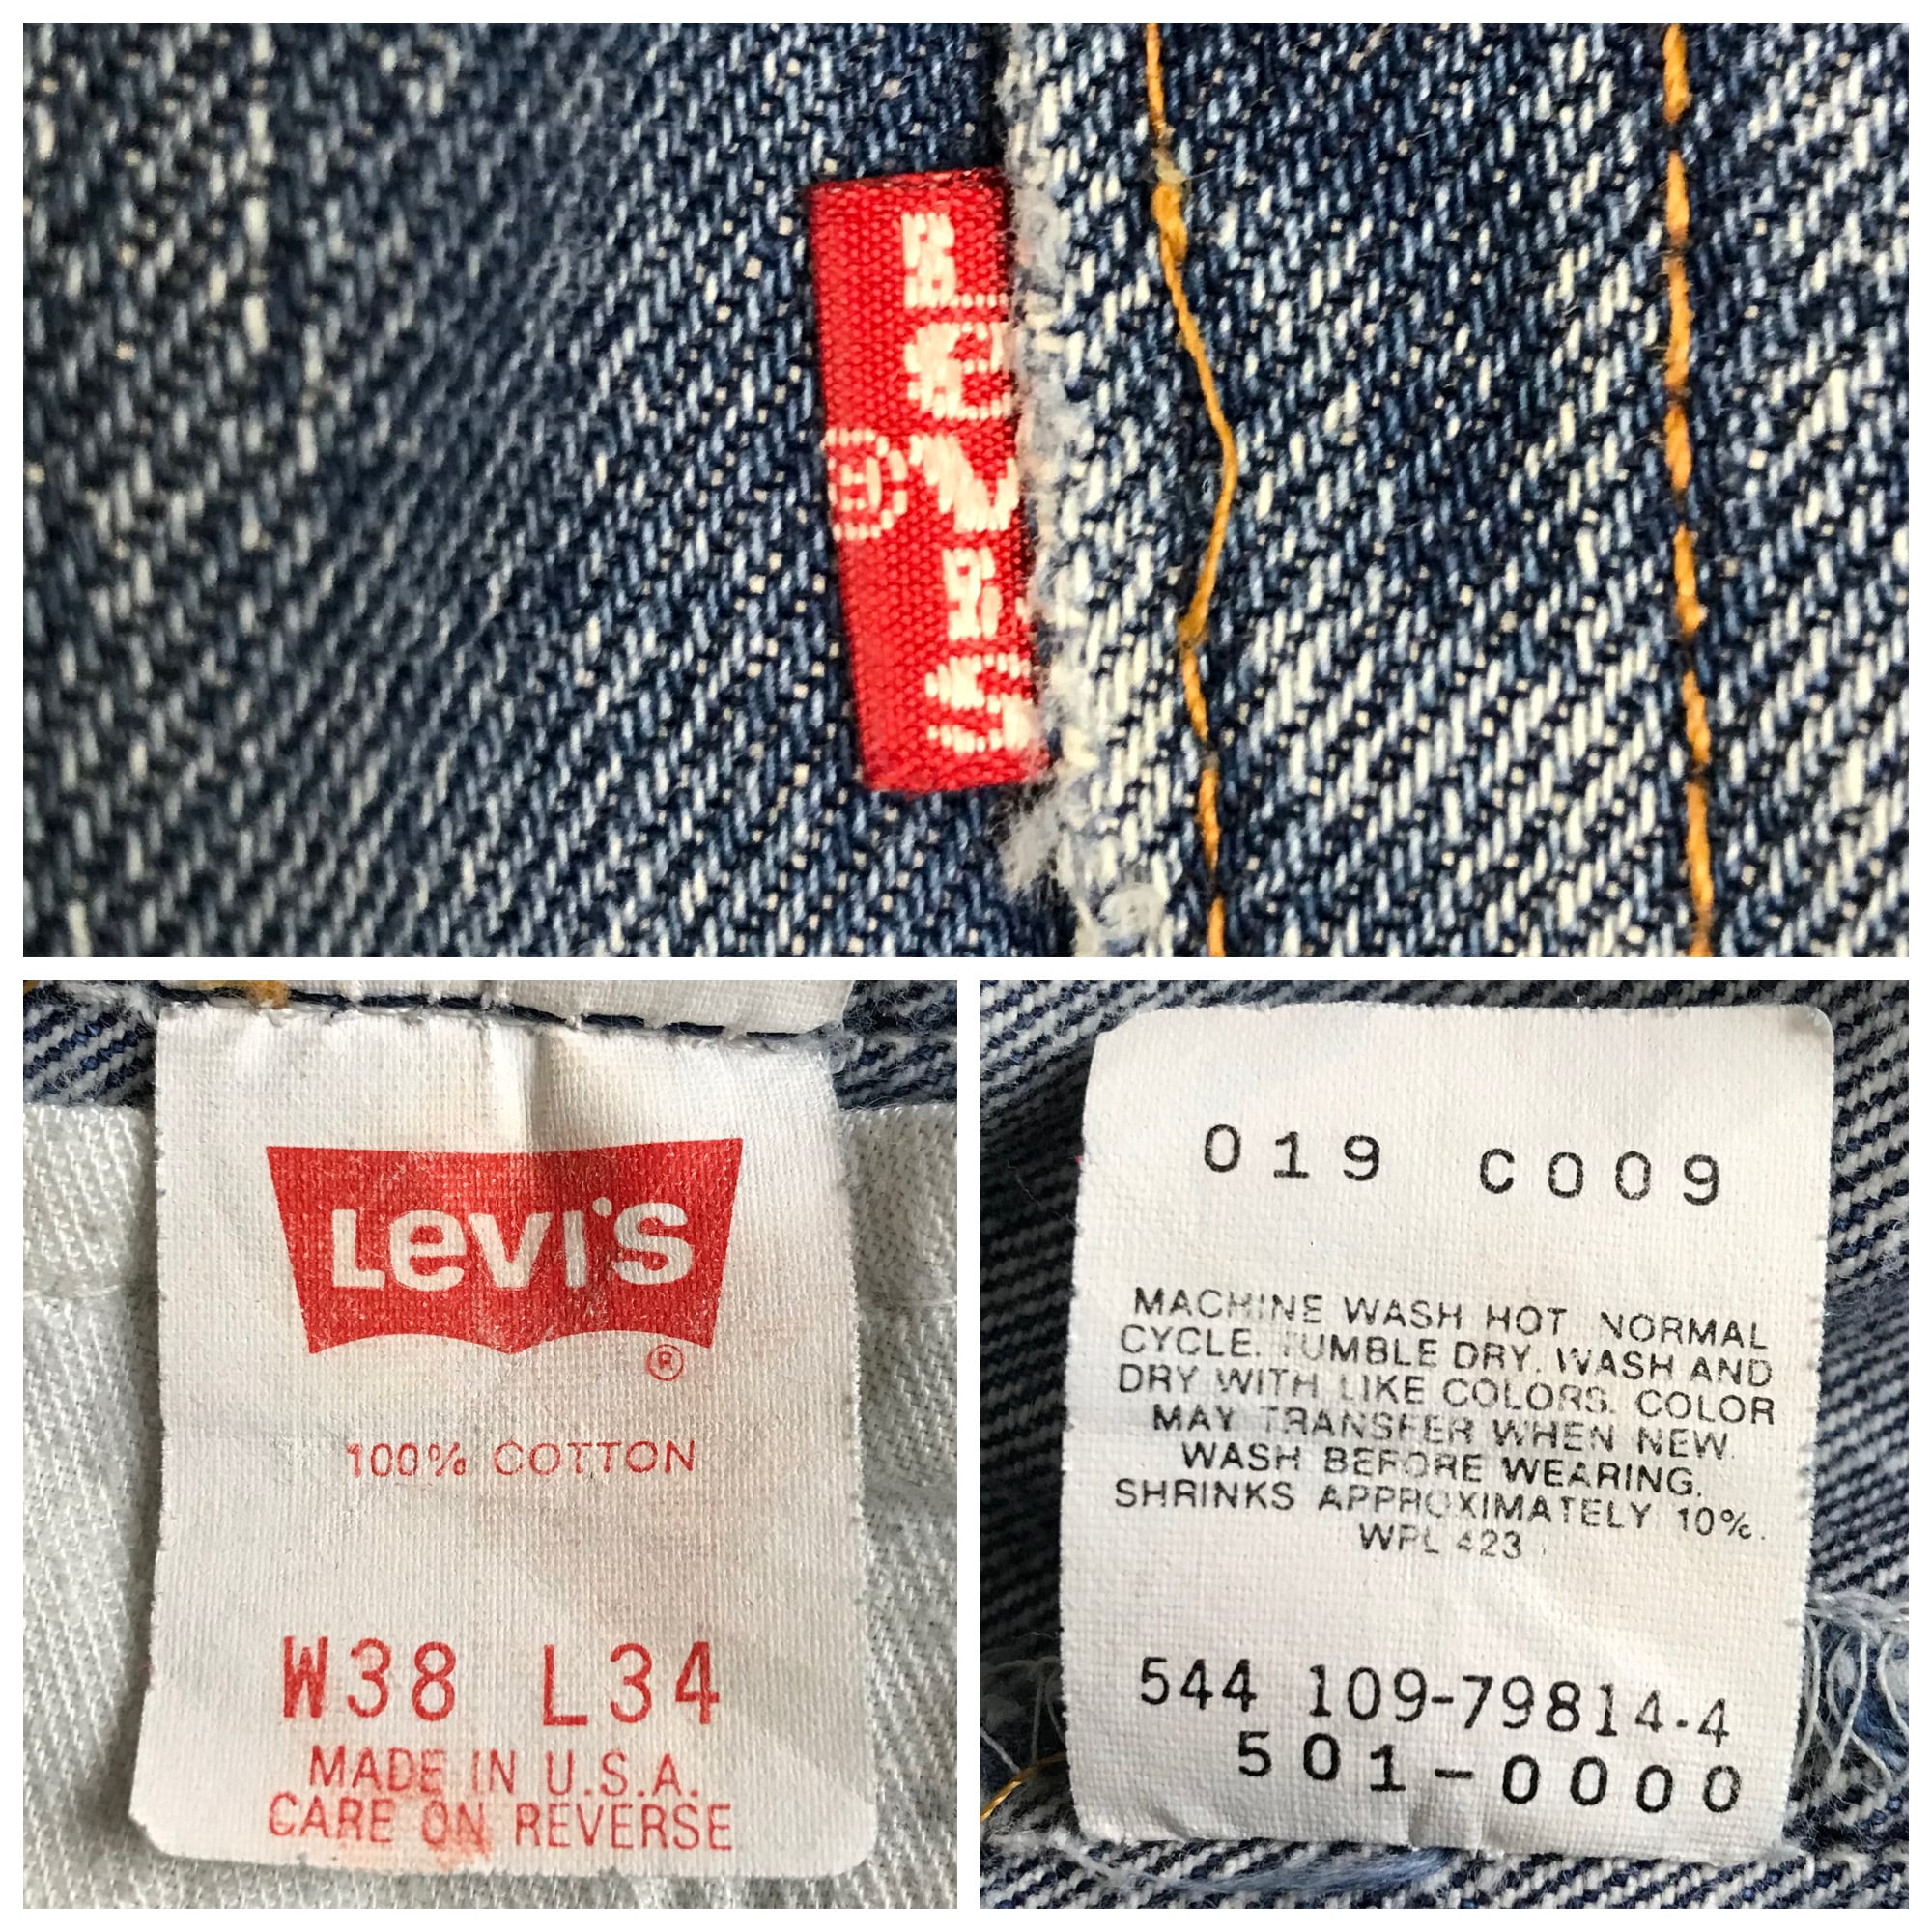 LEVI'S
®
LEVI'S
®
100% COTTON
W38 L34
MADE IN U.S.A.
CARE ON REVERSE
019 C009
MACHINE WASH HOT. NORMAL
CYCLE. TUMBLE DRY. WASH AND
DRY WITH LIKE COLORS. COLOR
MAY TRANSFER WHEN NEW.
WASH BEFORE WEARING.
SHRINKS APPROXIMATELY 10%.
WPL 423
544 109-79814-4
501-0000